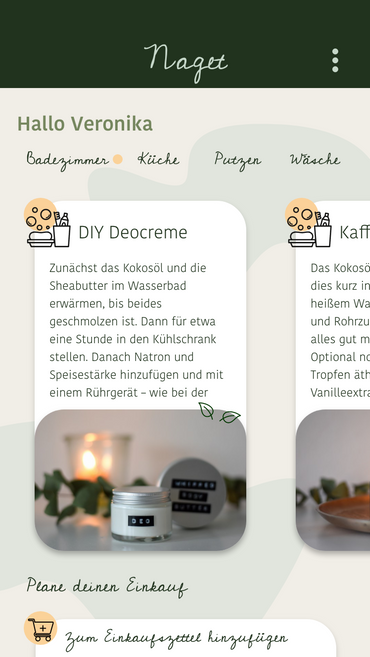 Naget
Hallo Veronika
Badezimmer Küche Putzen Wäsche
DIY Deocreme
Zunächst das Kokosöl und die
Sheabutter im Wasserbad
erwärmen, bis beides
geschmolzen ist. Dann für etwa
eine Stunde in den Kühlschrank
stellen. Danach Natron und
Speisestärke hinzufügen und mit
einem Rührgerät – wie bei der
WHIPPED
BODY
BUTTER
DEO
Kaff
Das Kokosö
dies kurz in
heißem Wa
und Rohrzu
alles gut m
Optional no
Tropfen äth
Vanilleextra
Plane deinen Einkauf
Zum Einkaufszettel hinzufügen